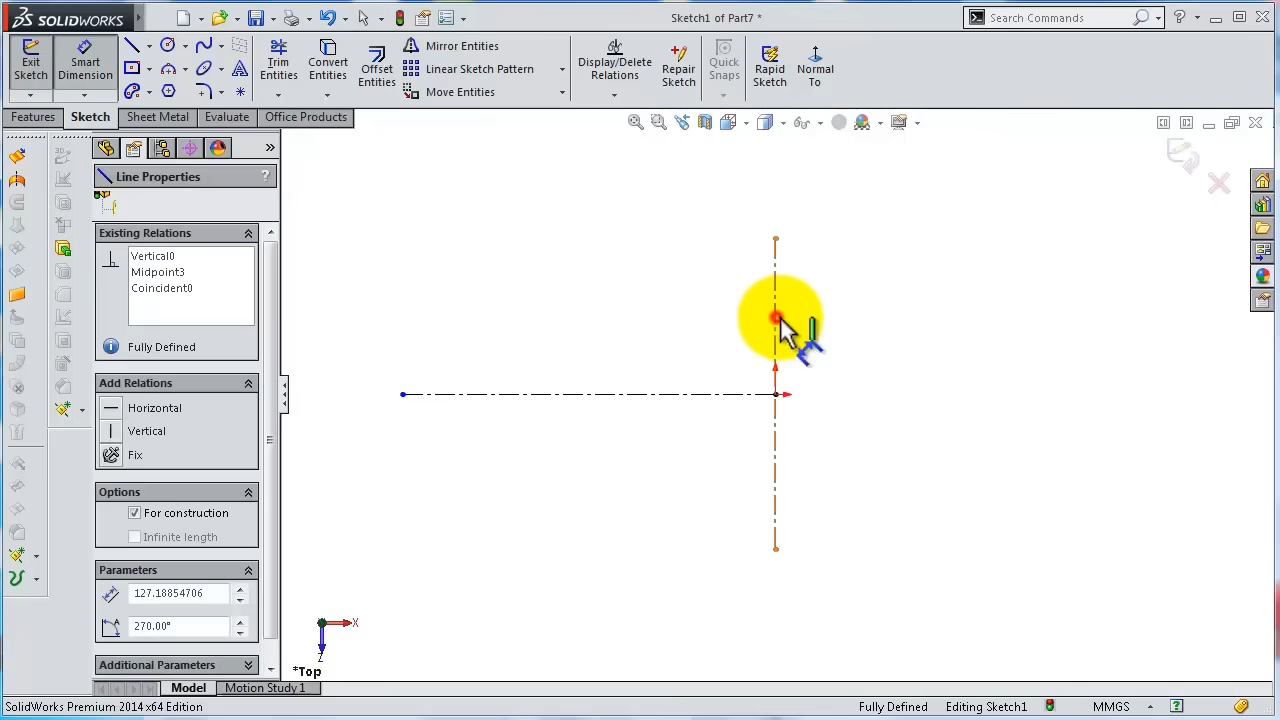 SOLIDWORKS
Sketch1 of Part7 *
Search Commands
Exit Sketch
Smart Dimension
Trim Entities
Convert Entities
Offset Entities
Mirror Entities
Linear Sketch Pattern
Move Entities
Display/Delete Relations
Repair Sketch
Quick Snaps
Rapid Sketch
Normal To
Features
Sketch
Sheet Metal
Evaluate
Office Products
Line Properties
?
Existing Relations
Vertical0
Midpoint3
Coincident0
Fully Defined
Add Relations
Horizontal
Vertical
Fix
Options
For construction
Infinite length
Parameters
127.18854706
270.00°
Additional Parameters
X
Z
*Top
Model
Motion Study 1
SolidWorks Premium 2014 x64 Edition
Fully Defined
Editing Sketch1
MMGS